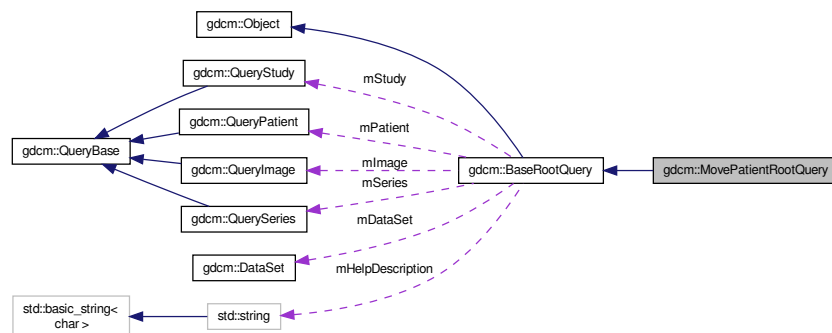 gdcm::Object
gdcm::QueryStudy
mStudy
gdcm::QueryPatient
mPatient
gdcm::QueryBase
gdcm::QueryImage
mImage
gdcm::BaseRootQuery
gdcm::MovePatientRootQuery
mSeries
gdcm::QuerySeries
mDataSet
gdcm::DataSet
mHelpDescription
std::basic_string<
char >
std::string